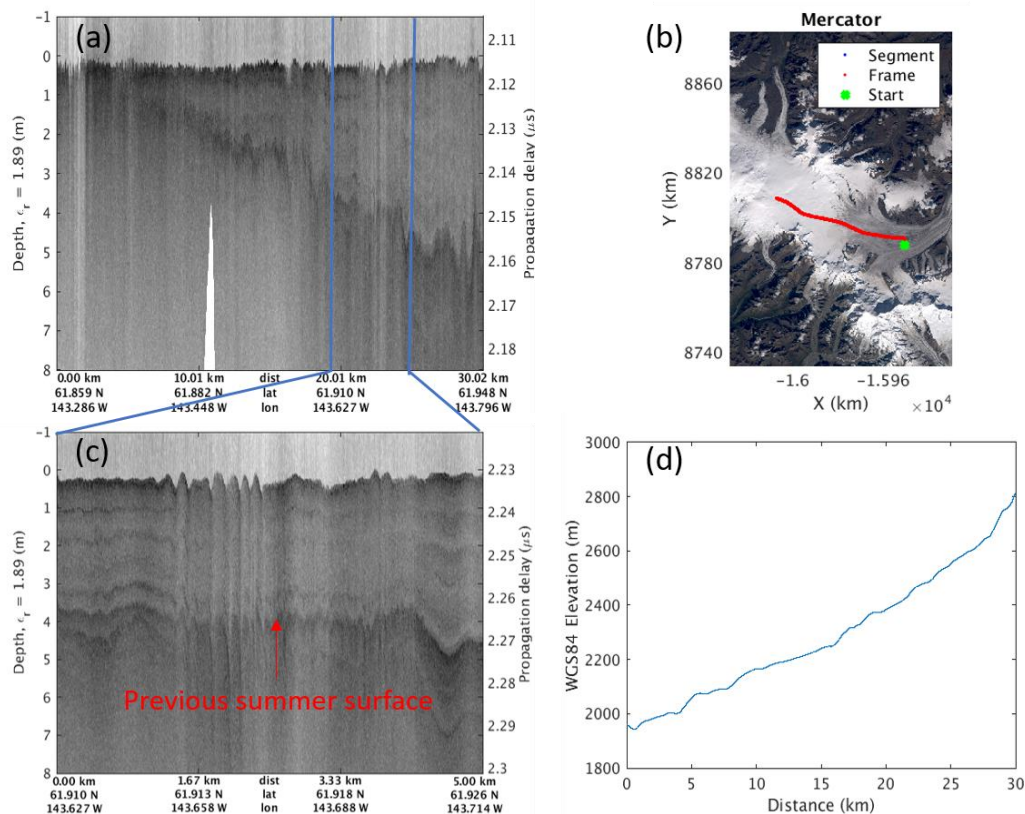 (a)
-1
0
1
2
3
4
5
6
7
8
Depth, ϵr = 1.89 (m)
2.11
2.12
2.13
2.14
2.15
2.16
2.17
2.18
Propagation delay (μs)
0.00 km 10.01 km dist 20.01 km 30.02 km
61.859 N 61.882 N lat 61.910 N 61.948 N
143.286 W 143.448 W lon 143.627 W 143.796 W
(b)
Mercator
Segment
Frame
Start
8860
8820
8780
8740
Y (km)
-1.6 -1.596
X (km) ×10^4
(c)
-1
0
1
2
3
4
5
6
7
8
Depth, ϵr = 1.89 (m)
2.23
2.24
2.25
2.26
2.27
2.28
2.29
2.3
Propagation delay (μs)
Previous summer surface
0.00 km 1.67 km dist 3.33 km 5.00 km
61.910 N 61.913 N lat 61.918 N 61.926 N
143.627 W 143.658 W lon 143.688 W 143.714 W
(d)
3000
2800
2600
2400
2200
2000
1800
WGS84 Elevation (m)
0 5 10 15 20 25 30
Distance (km)